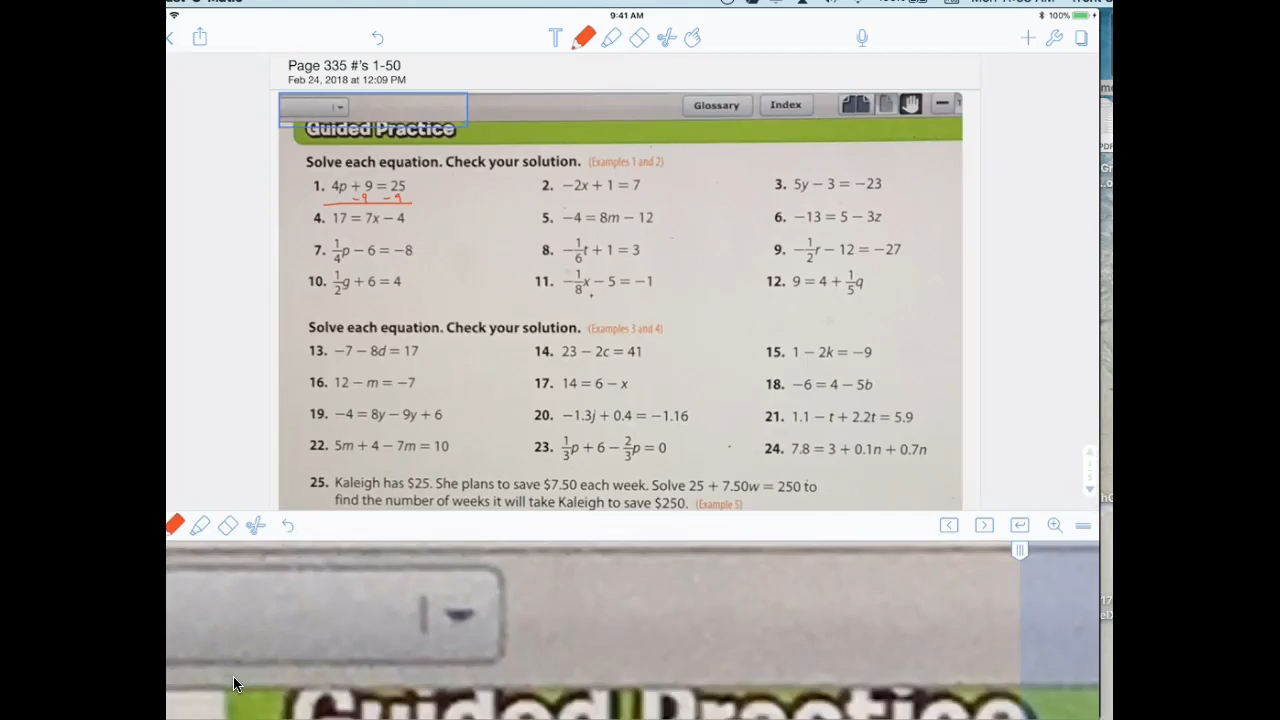 9:41 AM
100%
Page 335 #'s 1-50
Feb 24, 2018 at 12:09 PM
Glossary Index
Guided Practice
Solve each equation. Check your solution. (Examples 1 and 2)
1. 4p + 9 = 25 2. −2x + 1 = 7 3. 5y − 3 = −23
−9 −9
4. 17 = 7x − 4 5. −4 = 8m − 12 6. −13 = 5 − 3z
7. 1/4p − 6 = −8 8. −1/6t + 1 = 3 9. −1/2r − 12 = −27
10. 1/2g + 6 = 4 11. −1/8x − 5 = −1 12. 9 = 4 + 1/5q
Solve each equation. Check your solution. (Examples 3 and 4)
13. −7 − 8d = 17 14. 23 − 2c = 41 15. 1 − 2k = −9
16. 12 − m = −7 17. 14 = 6 − x 18. −6 = 4 − 5b
19. −4 = 8y − 9y + 6 20. −1.3j + 0.4 = −1.16 21. 1.1 − t + 2.2t = 5.9
22. 5m + 4 − 7m = 10 23. 1/3p + 6 − 2/3p = 0 24. 7.8 = 3 + 0.1n + 0.7n
25. Kaleigh has $25. She plans to save $7.50 each week. Solve 25 + 7.50w = 250 to
find the number of weeks it will take Kaleigh to save $250. (Example 5)
Guided Practice